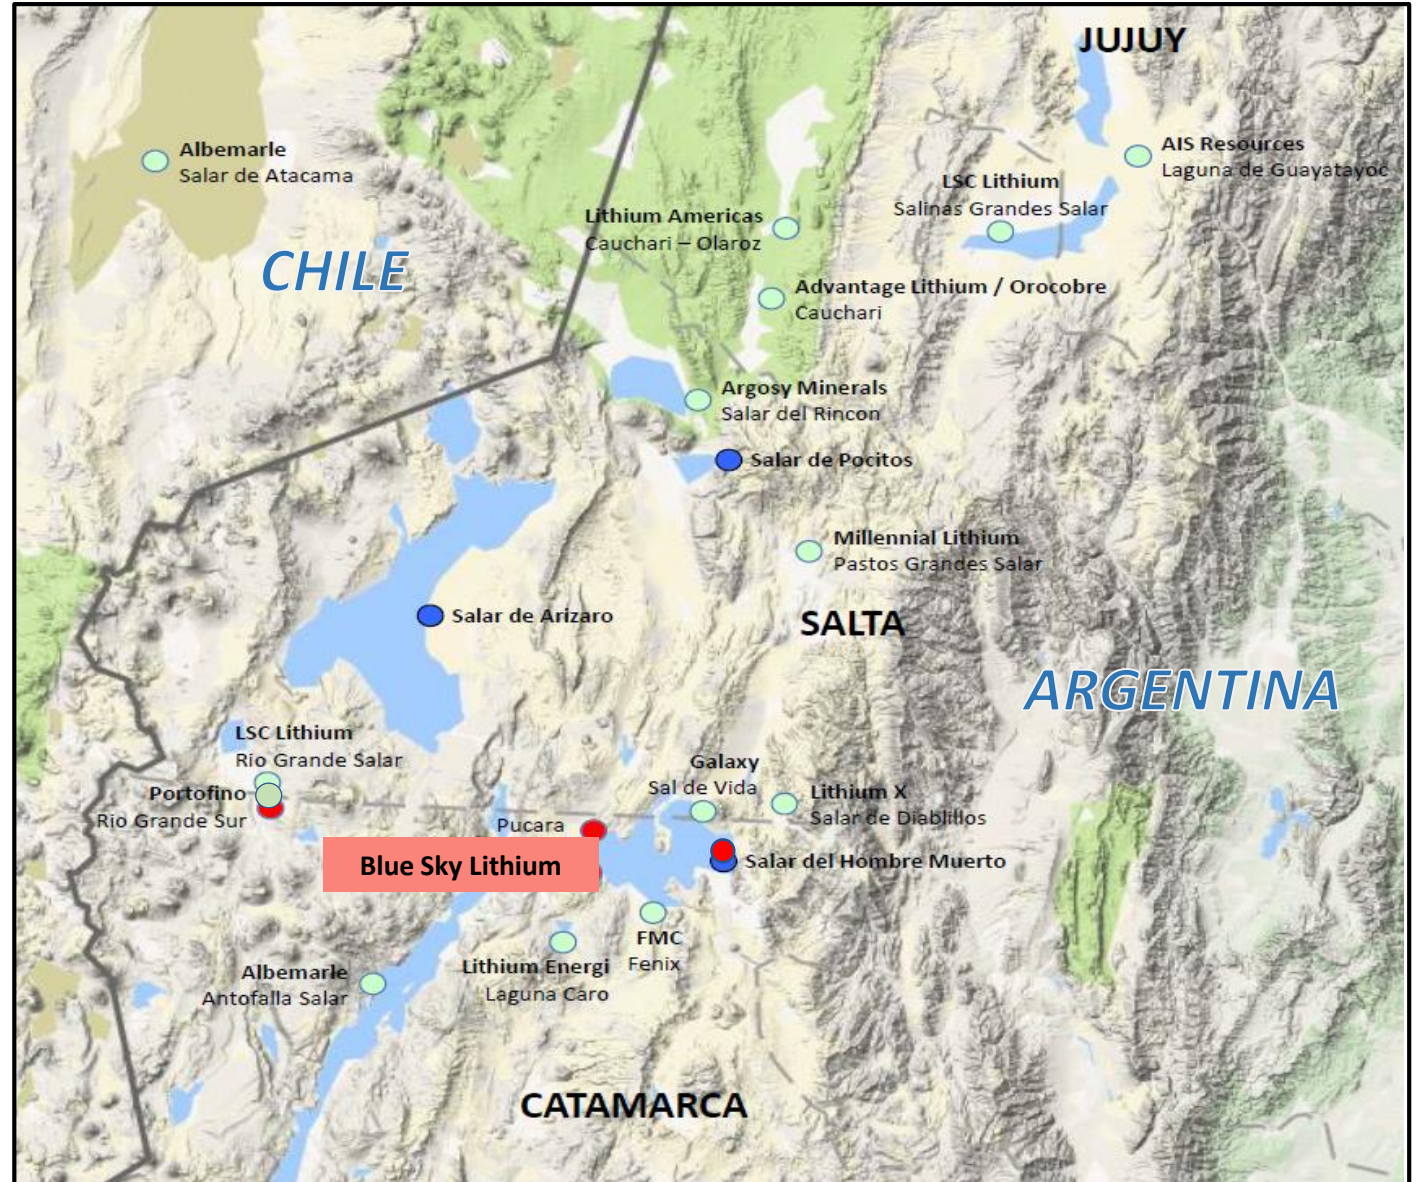 JUJUY
Albemarle
Salar de Atacama
AIS Resources
Laguna de Guayatayoc
LSC Lithium
Salinas Grandes Salar
Lithium Americas
Cauchari – Olaroz
CHILE
Advantage Lithium / Orocobre
Cauchari
Argosy Minerals
Salar del Rincon
Salar de Pocitos
Millennial Lithium
Pastos Grandes Salar
Salar de Arizaro
SALTA
ARGENTINA
LSC Lithium
Rio Grande Salar
Portofino
Rio Grande Sur
Galaxy
Sal de Vida
Lithium X
Salar de Diablillos
Pucara
Blue Sky Lithium
Salar del Hombre Muerto
FMC
Fenix
Lithium Energi
Laguna Caro
Albemarle
Antofalla Salar
CATAMARCA